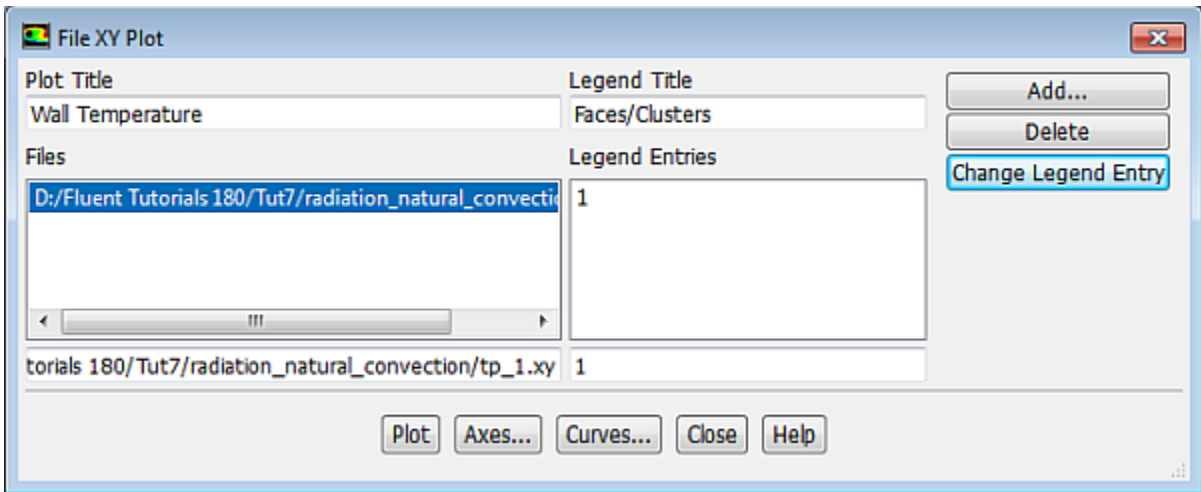 File XY Plot
Plot Title
Legend Title
Wall Temperature
Faces/Clusters
Add...
Delete
Change Legend Entry
Files
Legend Entries
D:/Fluent Tutorials 180/Tut7/radiation_natural_convectio
1
torials 180/Tut7/radiation_natural_convection/tp_1.xy
1
Plot
Axes...
Curves...
Close
Help